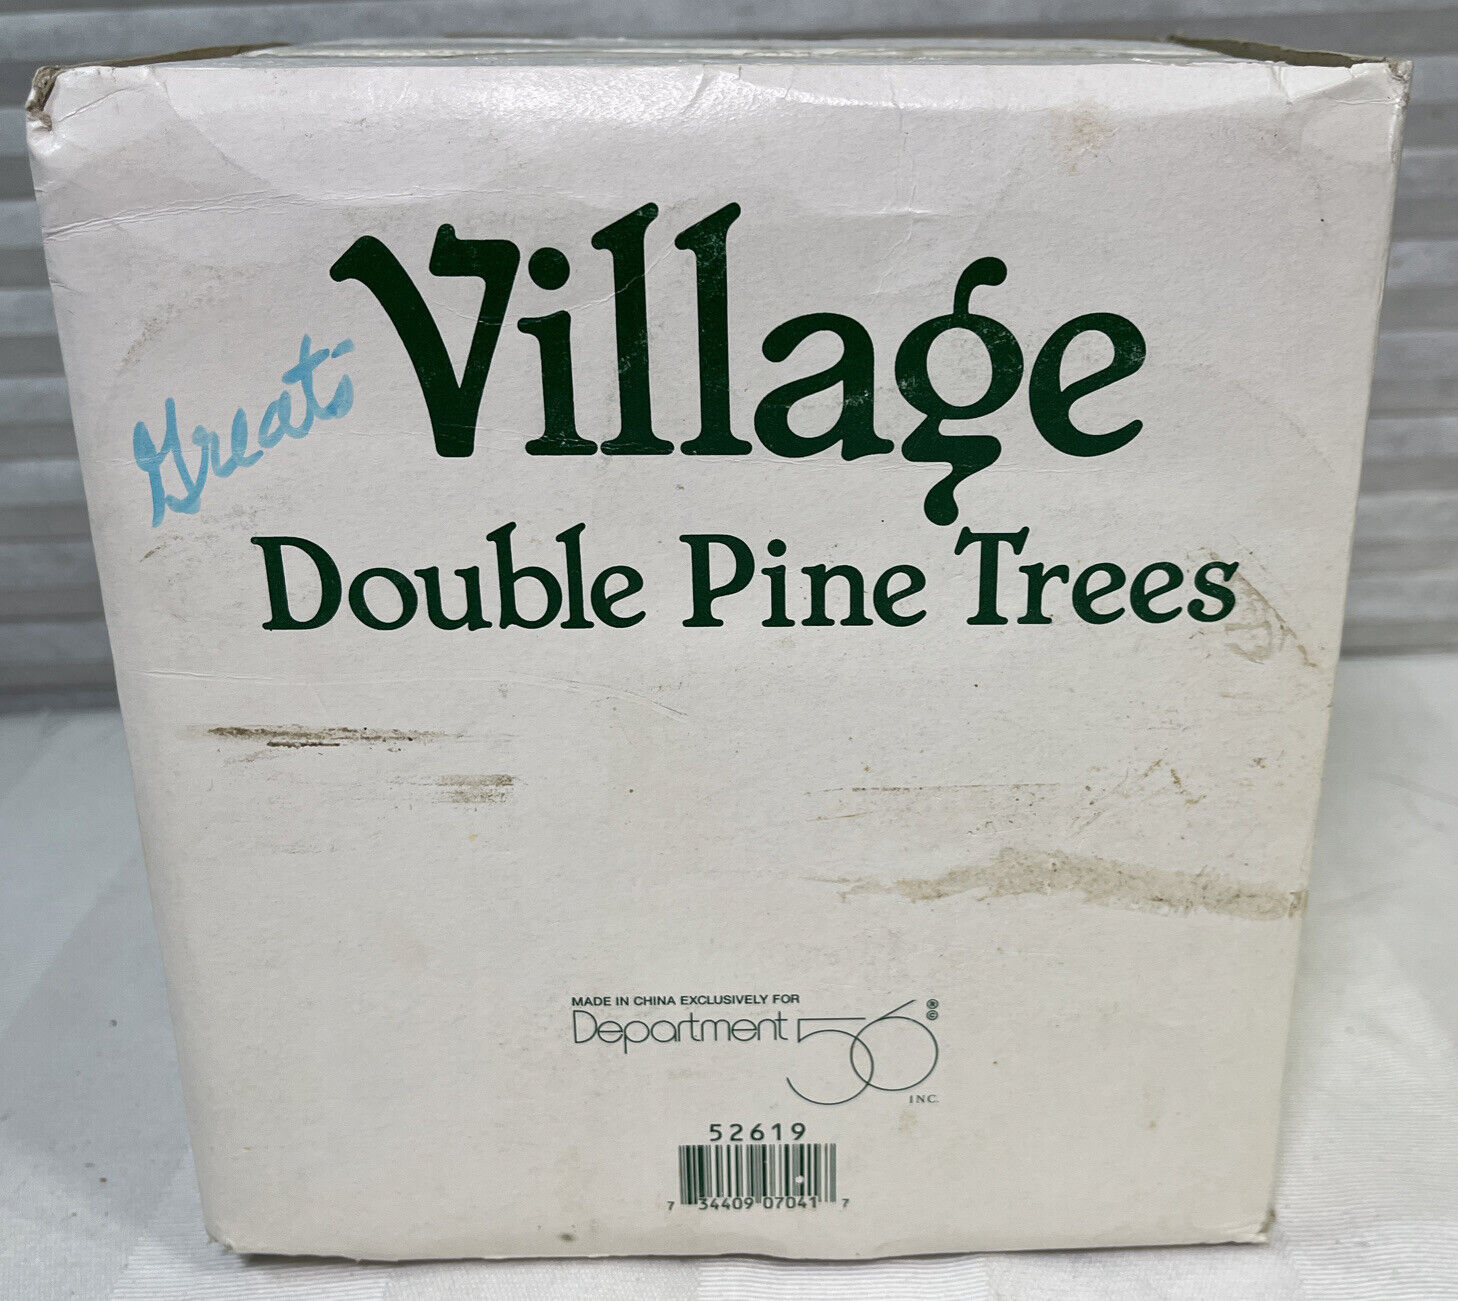 Village
Great's
Double Pine Trees
MADE IN CHINA EXCLUSIVELY FOR
Department 56 ® ©
INC.
52619
7 34409 07041 7